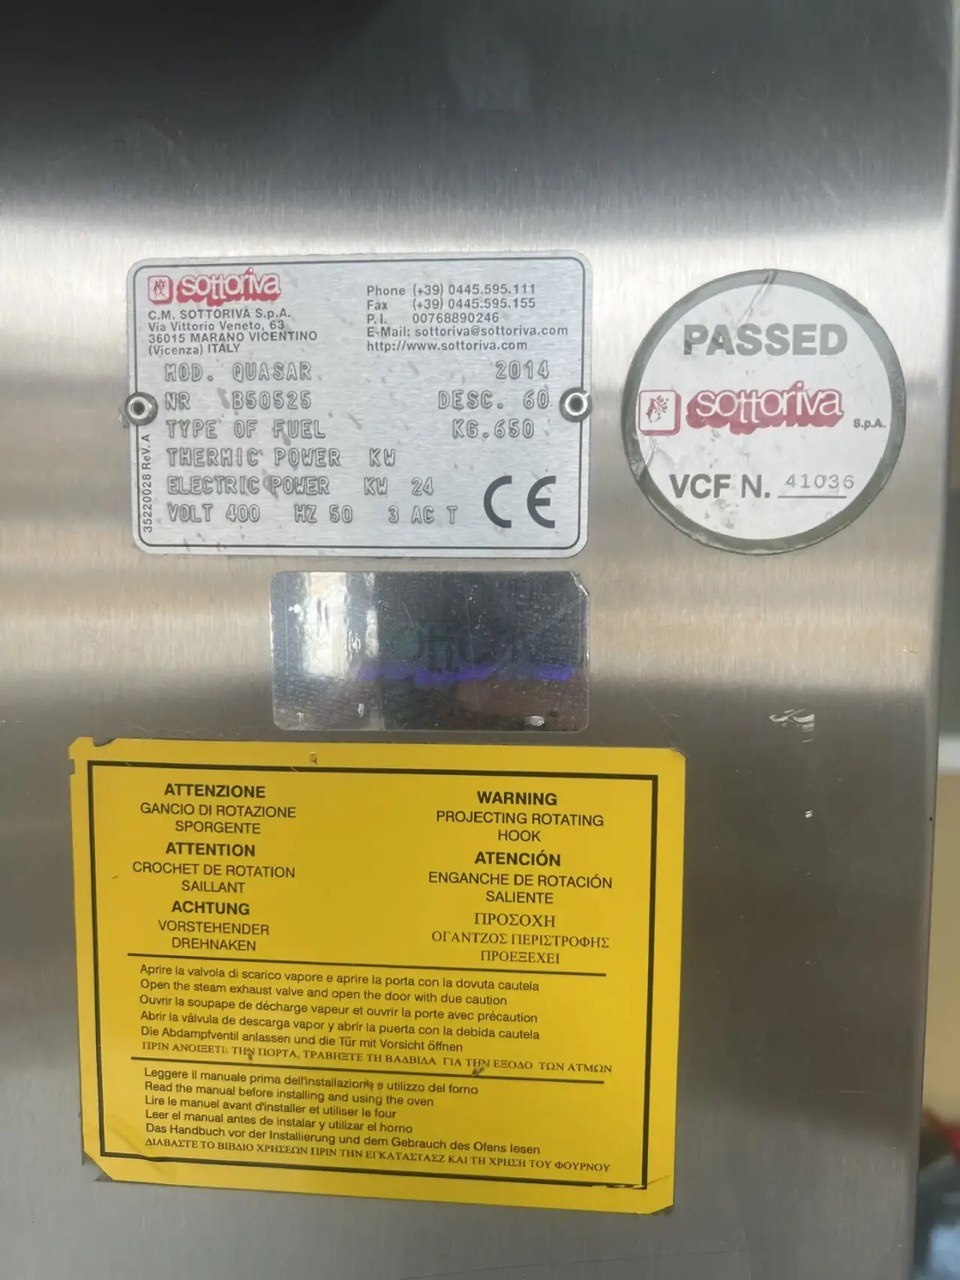 sottoriva
C.M. SOTTORIVA S.p.A.
Via Vittorio Veneto, 63
36015 MARANO VICENTINO
(Vicenza) ITALY
Phone (+39) 0445.595.111
Fax (+39) 0445.595.155
P.I. 00768890246
E-Mail: sottoriva@sottoriva.com
http://www.sottoriva.com
MOD. QUASAR 2014
NR B50525 DESC. 60
TYPE OF FUEL KG.650
THERMIC POWER KW
ELECTRIC POWER KW 24
VOLT 400 HZ 50 3 AC T
CE
35220028 ReV. A
PASSED
sottoriva S.p.A.
VCF N. 41036
ATTENZIONE
GANCIO DI ROTAZIONE
SPORGENTE
ATTENTION
CROCHET DE ROTATION
SAILLANT
ACHTUNG
VORSTEHENDER
DREHNAKEN
WARNING
PROJECTING ROTATING
HOOK
ATENCIÓN
ENGANCHE DE ROTACIÓN
SALIENTE
ΠΡΟΣΟΧΗ
ΟΓΑΝΤΖΟΣ ΠΕΡΙΣΤΡΟΦΗΣ
ΠΡΟΕΞΕΧΕΙ
Aprire la valvola di scarico vapore e aprire la porta con la dovuta cautela
Open the steam exhaust valve and open the door with due caution
Ouvrir la soupape de décharge vapeur et ouvrir la porte avec précaution
Abrir la válvula de descarga vapor y abrir la puerta con la debida cautela
Die Abdampfventil anlassen und die Tür mit Vorsicht öffnen
ΠΡΙΝ ΑΝΟΙΞΕΤΕ ΤΗΝ ΠΟΡΤΑ, ΤΡΑΒΗΞΤΕ ΤΗ ΒΑΛΒΙΔΑ ΓΙΑ ΤΗΝ ΕΞΟΔΟ ΤΩΝ ΑΤΜΩΝ
Leggere il manuale prima dell'installazione e utilizzo del forno
Read the manual before installing and using the oven
Lire le manuel avant d'installer et utiliser le four
Leer el manual antes de instalar y utilizar el horno
Das Handbuch vor der Installierung und dem Gebrauch des Ofens lesen
ΔΙΑΒΑΣΤΕ ΤΟ ΒΙΒΛΙΟ ΧΡΗΣΕΩΝ ΠΡΙΝ ΤΗΝ ΕΓΚΑΤΑΣΤΑΣΖ ΚΑΙ ΤΗ ΧΡΗΣΗ ΤΟΥ ΦΟΥΡΝΟΥ